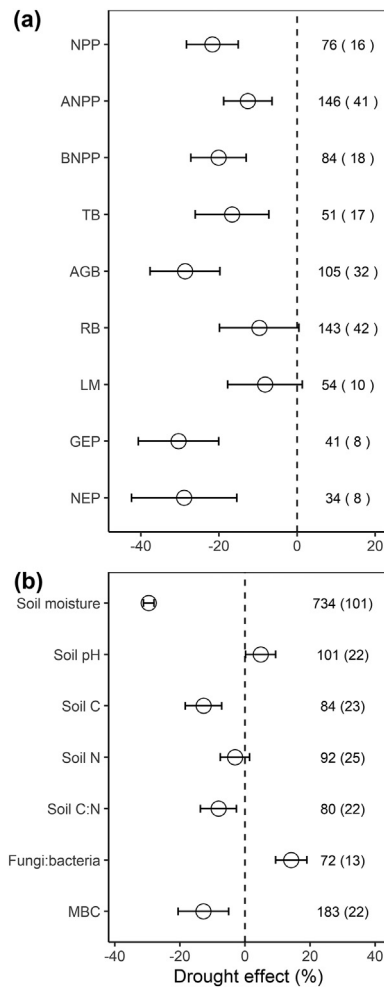 (a)
NPP 76 ( 16 )
ANPP 146 ( 41 )
BNPP 84 ( 18 )
TB 51 ( 17 )
AGB 105 ( 32 )
RB 143 ( 42 )
LM 54 ( 10 )
GEP 41 ( 8 )
NEP 34 ( 8 )
-40 -20 0 20
(b)
Soil moisture 734 (101)
Soil pH 101 (22)
Soil C 84 (23)
Soil N 92 (25)
Soil C:N 80 (22)
Fungi:bacteria 72 (13)
MBC 183 (22)
-40 -20 0 20 40
Drought effect (%)